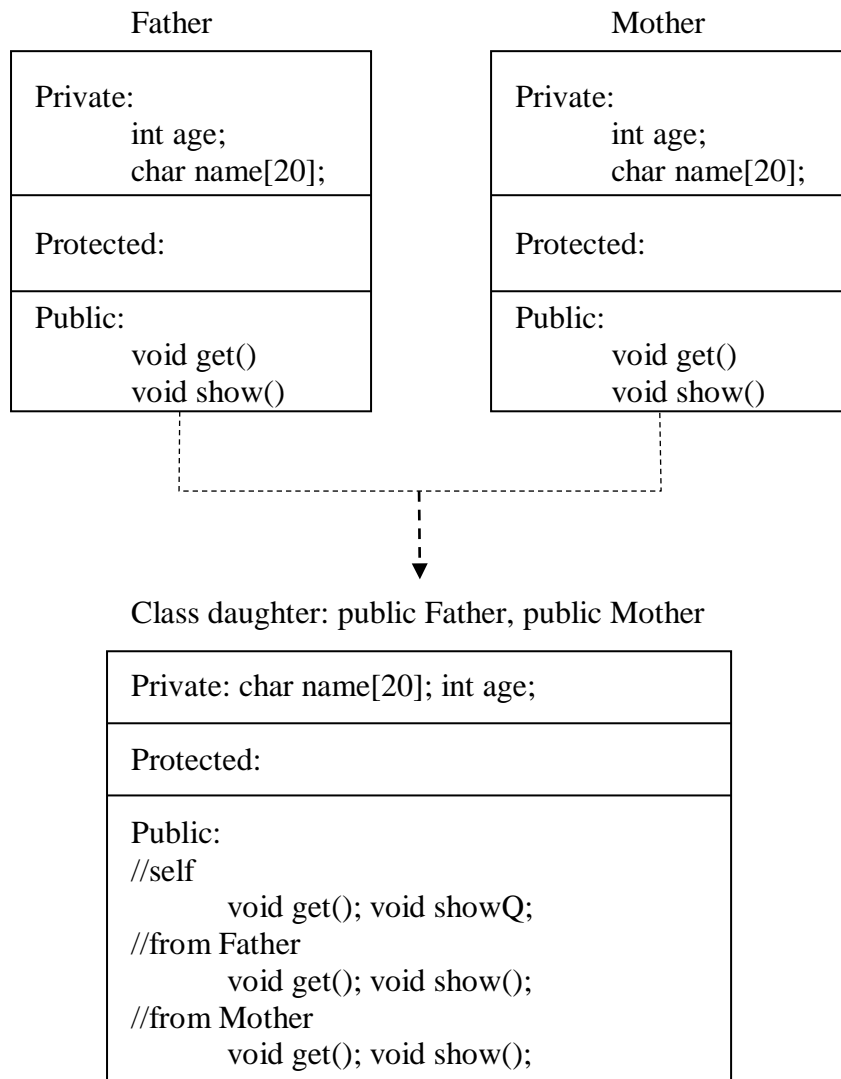 Father
Private:
int age;
char name[20];
Protected:
Public:
void get()
void show()
Mother
Private:
int age;
char name[20];
Protected:
Public:
void get()
void show()
Class daughter: public Father, public Mother
Private: char name[20]; int age;
Protected:
Public:
//self
void get(); void showQ;
//from Father
void get(); void show();
//from Mother
void get(); void show();